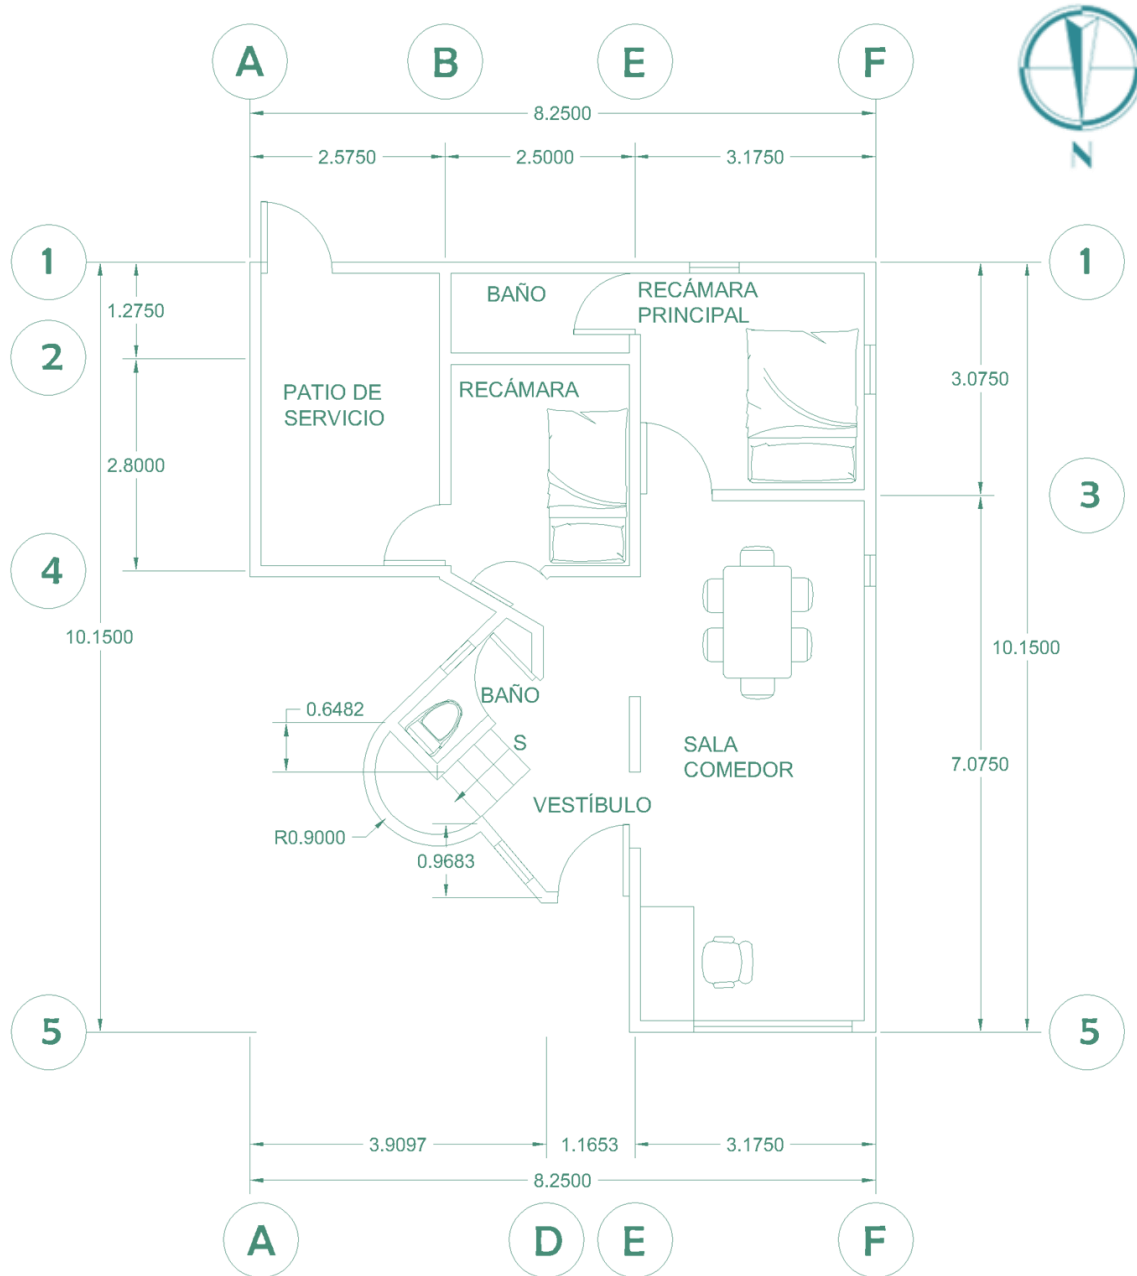 A B E F
8.2500
2.5750 2.5000 3.1750
N
1 1
BAÑO
RECÁMARA
PRINCIPAL
1.2750
2
PATIO DE
SERVICIO
RECÁMARA
3.0750
2.8000
3
4
10.1500
10.1500
0.6482
BAÑO
S
SALA
COMEDOR
7.0750
VESTÍBULO
R0.9000
0.9683
5 5
3.9097 1.1653 3.1750
8.2500
A D E F